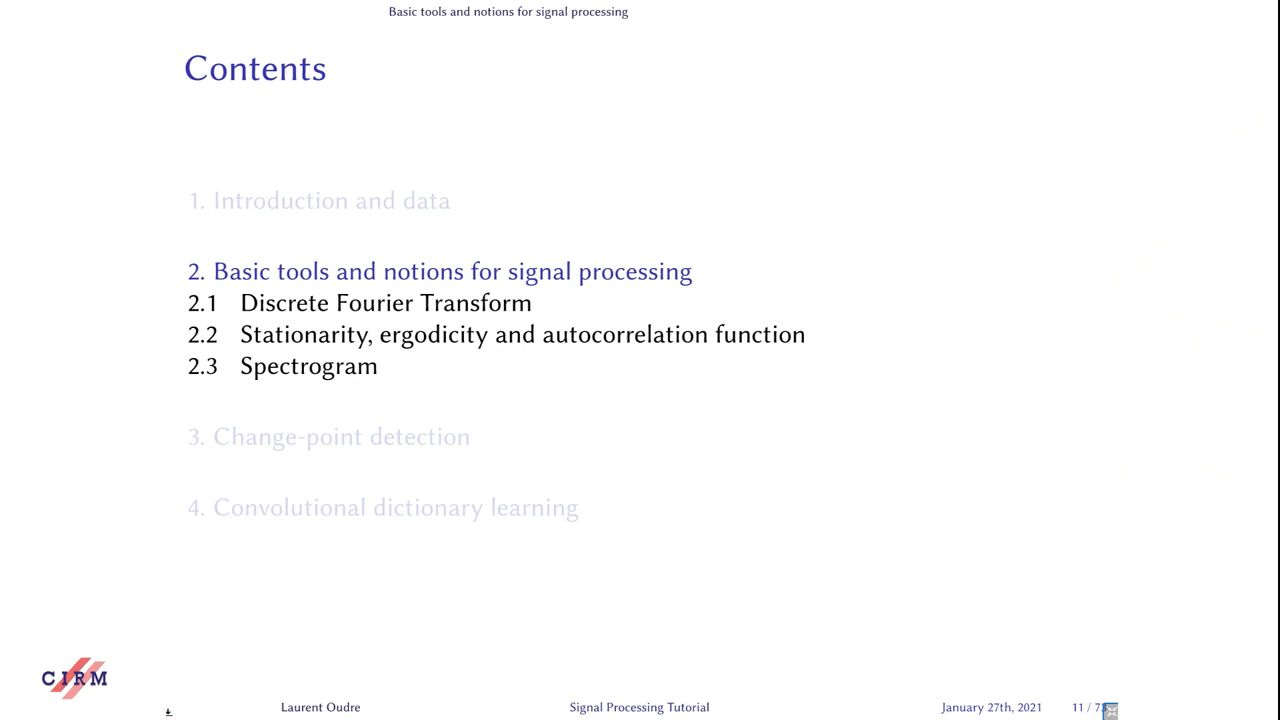 Basic tools and notions for signal processing
Contents
1. Introduction and data
2. Basic tools and notions for signal processing
2.1 Discrete Fourier Transform
2.2 Stationarity, ergodicity and autocorrelation function
2.3 Spectrogram
3. Change-point detection
4. Convolutional dictionary learning
CIRM
Laurent Oudre
Signal Processing Tutorial
January 27th, 2021
11 /